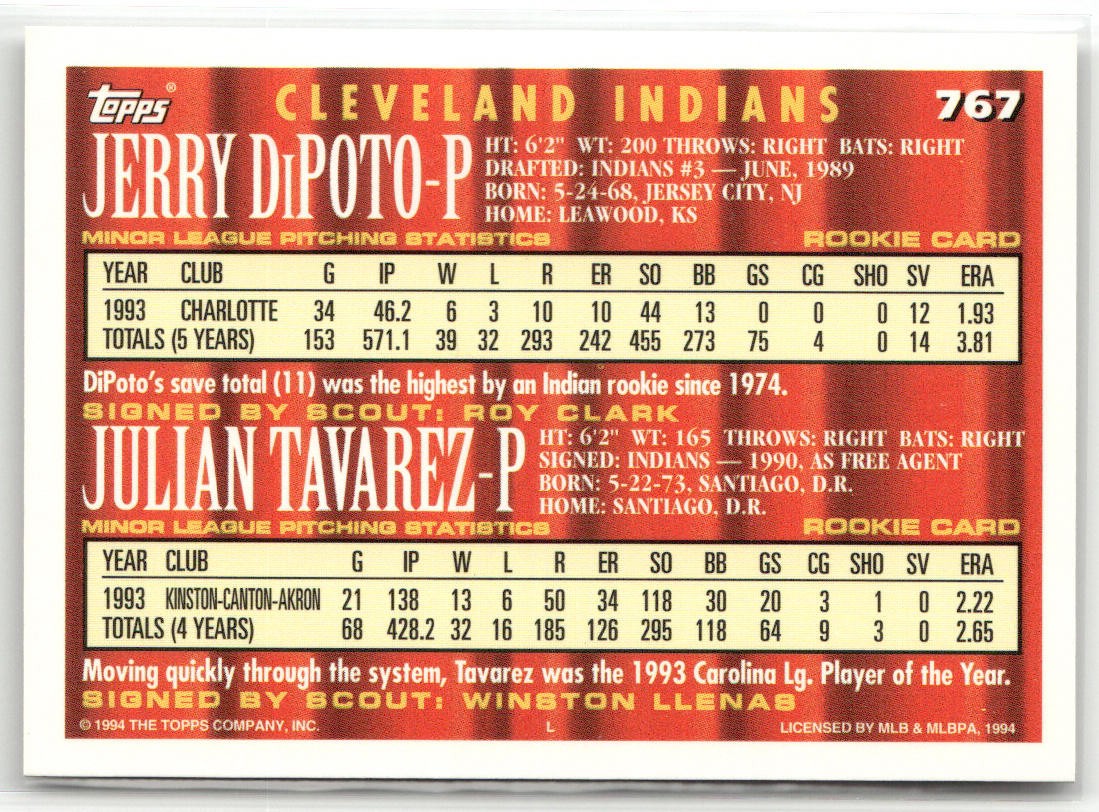 Topps® CLEVELAND INDIANS 767
JERRY DiPOTO-P
HT: 6'2" WT: 200 THROWS: RIGHT BATS: RIGHT
DRAFTED: INDIANS #3 — JUNE, 1989
BORN: 5-24-68, JERSEY CITY, NJ
HOME: LEAWOOD, KS
MINOR LEAGUE PITCHING STATISTICS ROOKIE CARD
YEAR CLUB G IP W L R ER SO BB GS CG SHO SV ERA
1993 CHARLOTTE 34 46.2 6 3 10 10 44 13 0 0 0 12 1.93
TOTALS (5 YEARS) 153 571.1 39 32 293 242 455 273 75 4 0 14 3.81
DiPoto's save total (11) was the highest by an Indian rookie since 1974.
SIGNED BY SCOUT: ROY CLARK
JULIAN TAVAREZ-P
HT: 6'2" WT: 165 THROWS: RIGHT BATS: RIGHT
SIGNED: INDIANS — 1990, AS FREE AGENT
BORN: 5-22-73, SANTIAGO, D.R.
HOME: SANTIAGO, D.R.
MINOR LEAGUE PITCHING STATISTICS ROOKIE CARD
YEAR CLUB G IP W L R ER SO BB GS CG SHO SV ERA
1993 KINSTON-CANTON-AKRON 21 138 13 6 50 34 118 30 20 3 1 0 2.22
TOTALS (4 YEARS) 68 428.2 32 16 185 126 295 118 64 9 3 0 2.65
Moving quickly through the system, Tavarez was the 1993 Carolina Lg. Player of the Year.
SIGNED BY SCOUT: WINSTON LLENAS
© 1994 THE TOPPS COMPANY, INC. L LICENSED BY MLB & MLBPA, 1994